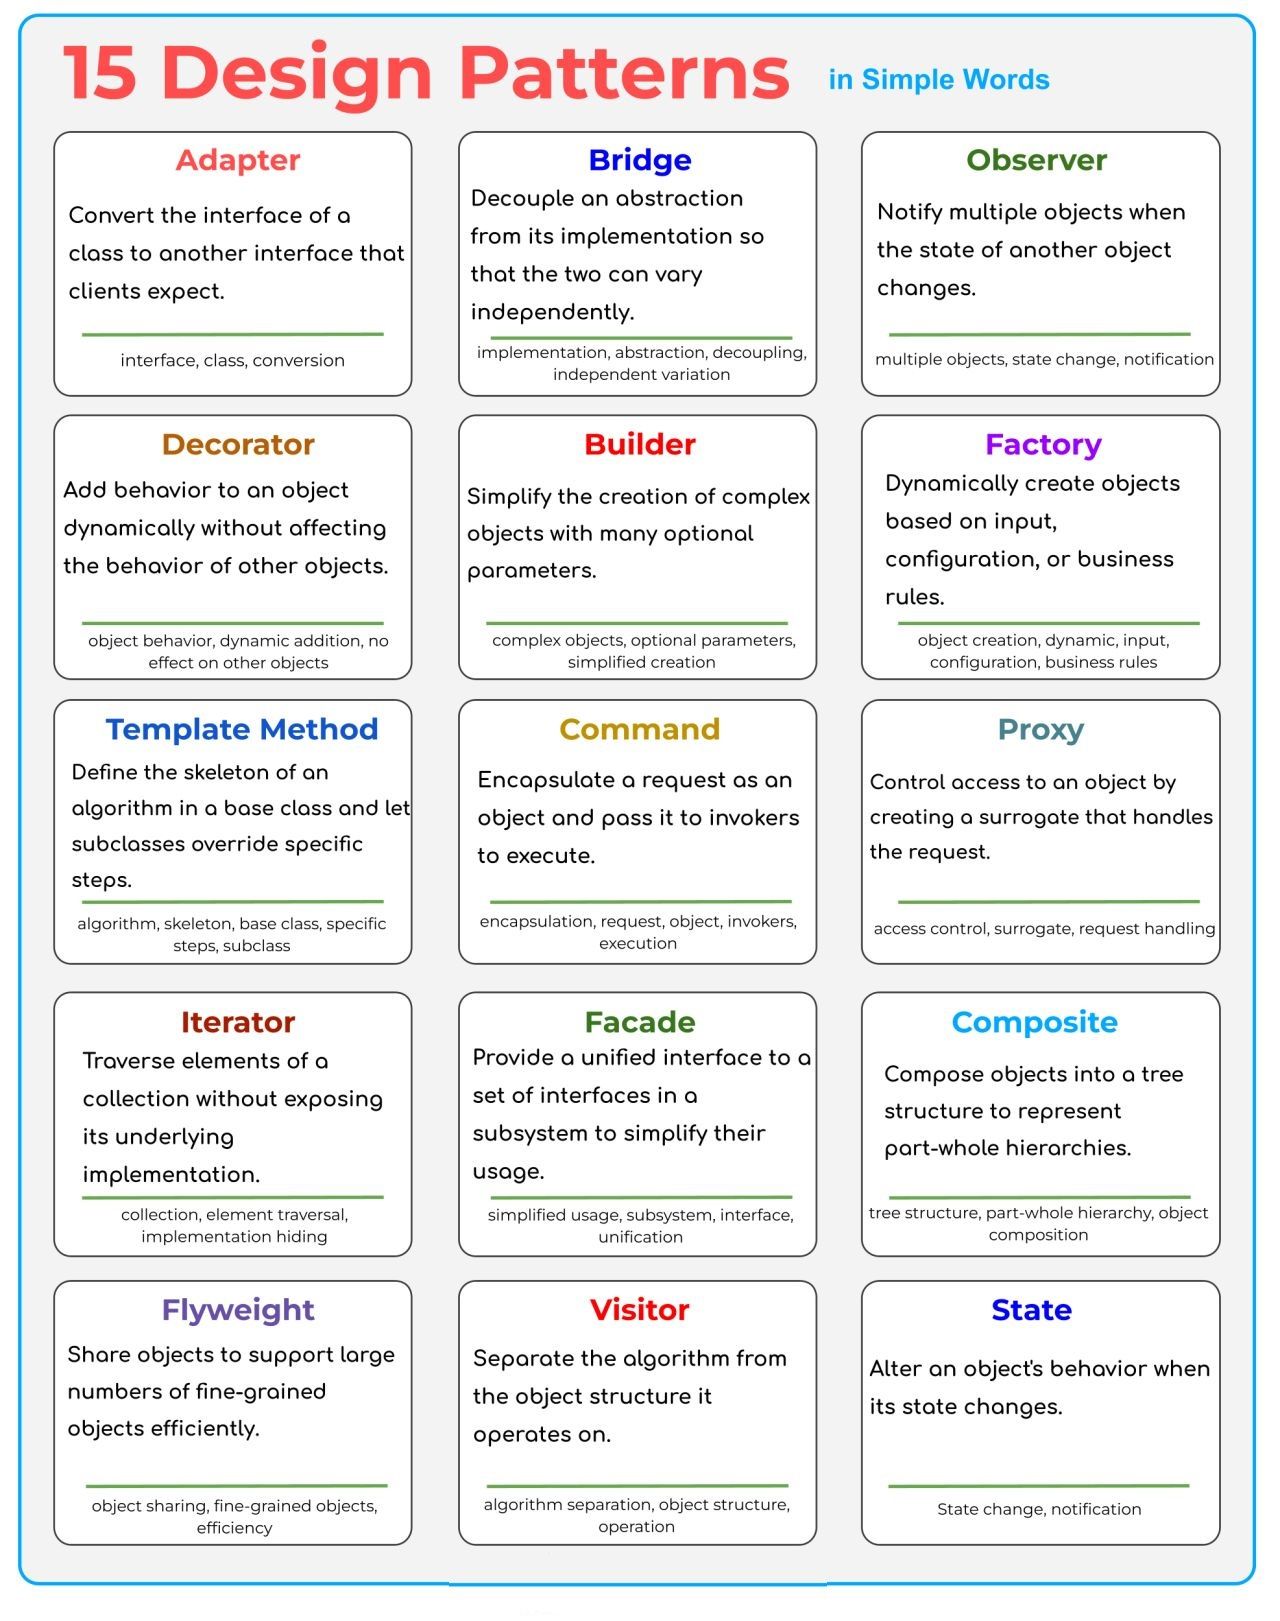 15 Design Patterns in Simple Words
Adapter
Convert the interface of a
class to another interface that
clients expect.
interface, class, conversion
Bridge
Decouple an abstraction
from its implementation so
that the two can vary
independently.
implementation, abstraction, decoupling,
independent variation
Observer
Notify multiple objects when
the state of another object
changes.
multiple objects, state change, notification
Decorator
Add behavior to an object
dynamically without affecting
the behavior of other objects.
object behavior, dynamic addition, no
effect on other objects
Builder
Simplify the creation of complex
objects with many optional
parameters.
complex objects, optional parameters,
simplified creation
Factory
Dynamically create objects
based on input,
configuration, or business
rules.
object creation, dynamic, input,
configuration, business rules
Template Method
Define the skeleton of an
algorithm in a base class and let
subclasses override specific
steps.
algorithm, skeleton, base class, specific
steps, subclass
Command
Encapsulate a request as an
object and pass it to invokers
to execute.
encapsulation, request, object, invokers,
execution
Proxy
Control access to an object by
creating a surrogate that handles
the request.
access control, surrogate, request handling
Iterator
Traverse elements of a
collection without exposing
its underlying
implementation.
collection, element traversal,
implementation hiding
Facade
Provide a unified interface to a
set of interfaces in a
subsystem to simplify their
usage.
simplified usage, subsystem, interface,
unification
Composite
Compose objects into a tree
structure to represent
part-whole hierarchies.
tree structure, part-whole hierarchy, object
composition
Flyweight
Share objects to support large
numbers of fine-grained
objects efficiently.
object sharing, fine-grained objects,
efficiency
Visitor
Separate the algorithm from
the object structure it
operates on.
algorithm separation, object structure,
operation
State
Alter an object's behavior when
its state changes.
State change, notification